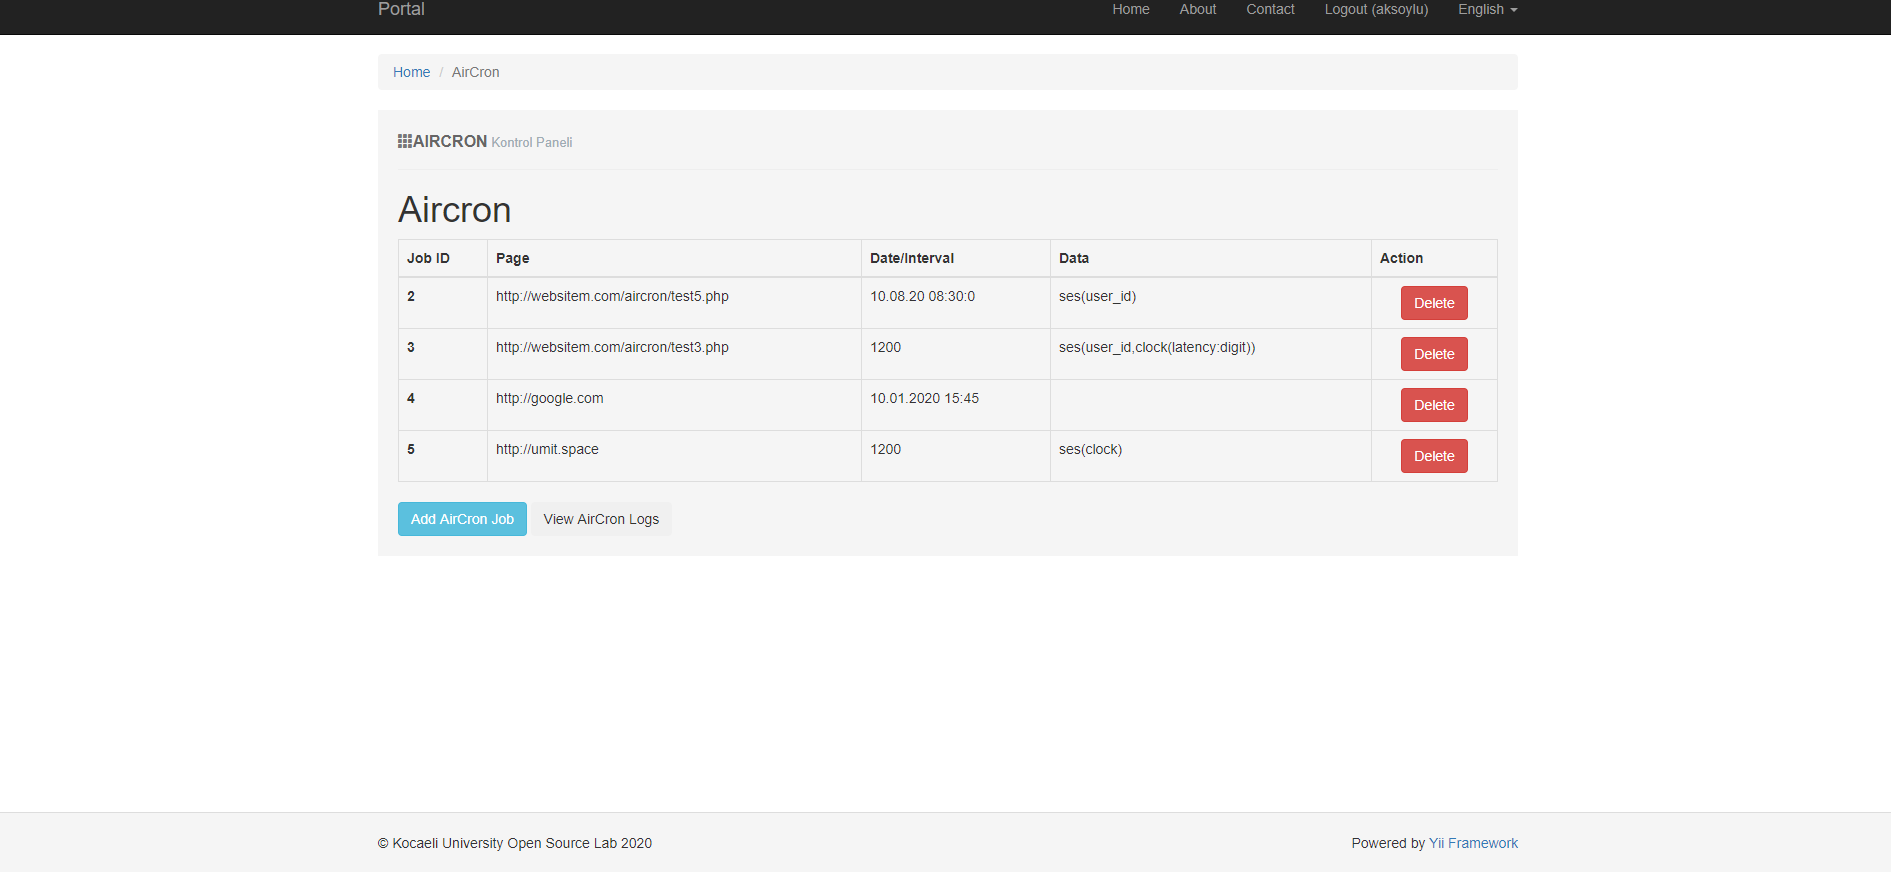 Portal Home About Contact Logout (aksoylu) English
Home / AirCron
AIRCRON Kontrol Paneli
Aircron
Job ID Page Date/Interval Data Action
2 http://websitem.com/aircron/test5.php 10.08.20 08:30:0 ses(user_id) Delete
3 http://websitem.com/aircron/test3.php 1200 ses(user_id,clock(latency:digit)) Delete
4 http://google.com 10.01.2020 15:45 Delete
5 http://umit.space 1200 ses(clock) Delete
Add AirCron Job View AirCron Logs
© Kocaeli University Open Source Lab 2020 Powered by Yii Framework